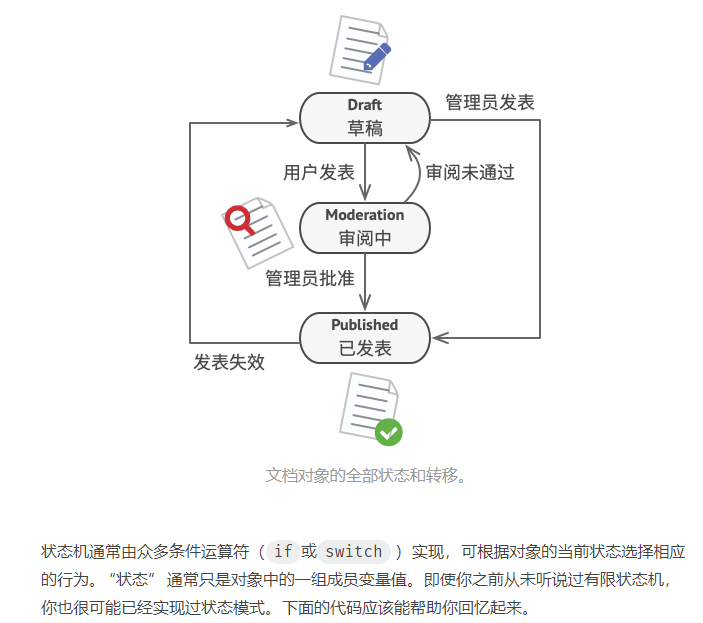 Draft
草稿
管理员发表
用户发表
审阅未通过
Moderation
审阅中
管理员批准
Published
已发表
发表失效
文档对象的全部状态和转移。
状态机通常由众多条件运算符（ if 或 switch ）实现，可根据对象的当前状态选择相应
的行为。“状态” 通常只是对象中的一组成员变量值。即使你之前从未听说过有限状态机，
你也很可能已经实现过状态模式。下面的代码应该能帮助你回忆起来。